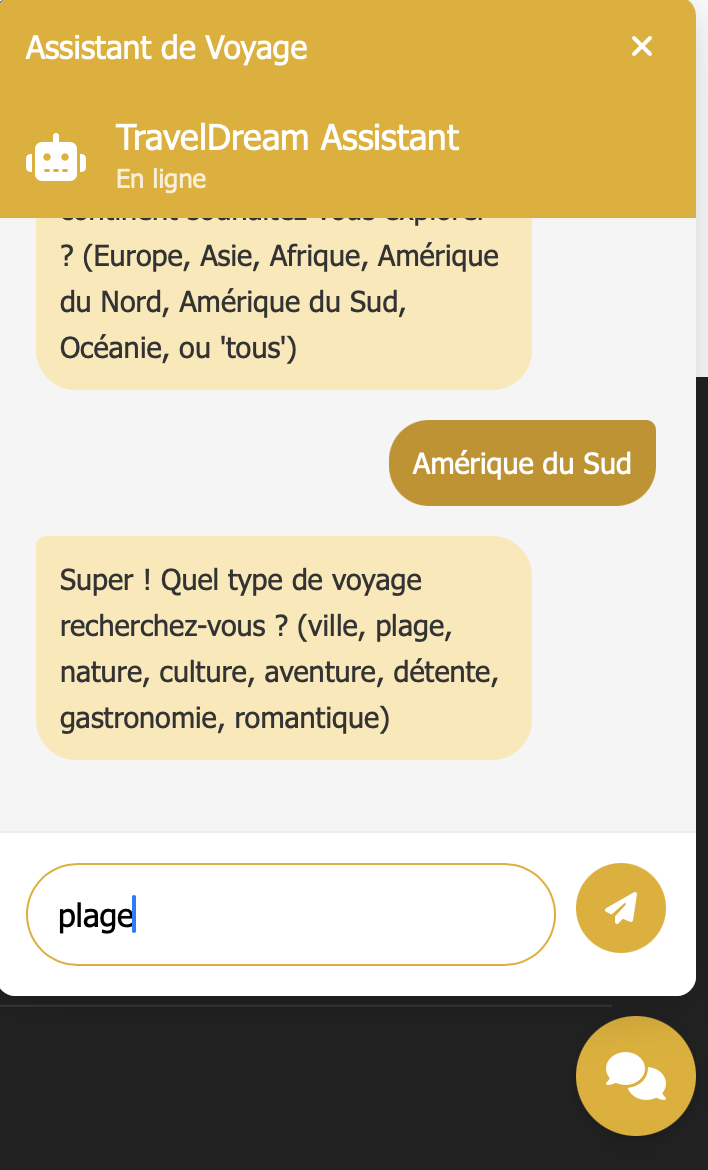 Assistant de Voyage
TravelDream Assistant
En ligne
? (Europe, Asie, Afrique, Amérique
du Nord, Amérique du Sud,
Océanie, ou 'tous')
Amérique du Sud
Super ! Quel type de voyage
recherchez-vous ? (ville, plage,
nature, culture, aventure, détente,
gastronomie, romantique)
plage